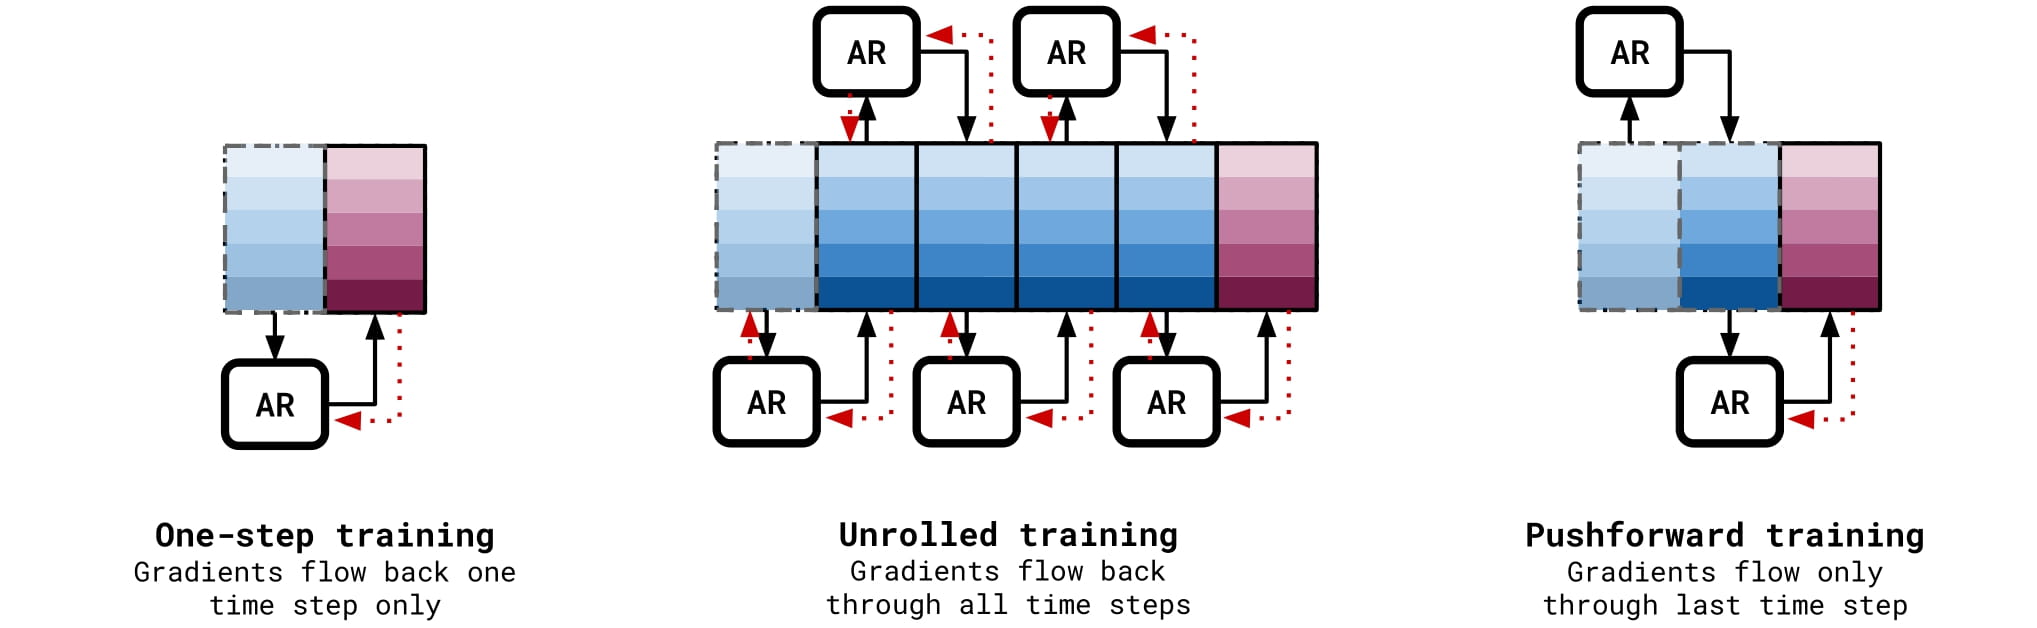 AR
AR
AR
AR
AR
AR
AR
AR
One-step training
Gradients flow back one
time step only
Unrolled training
Gradients flow back
through all time steps
Pushforward training
Gradients flow only
through last time step